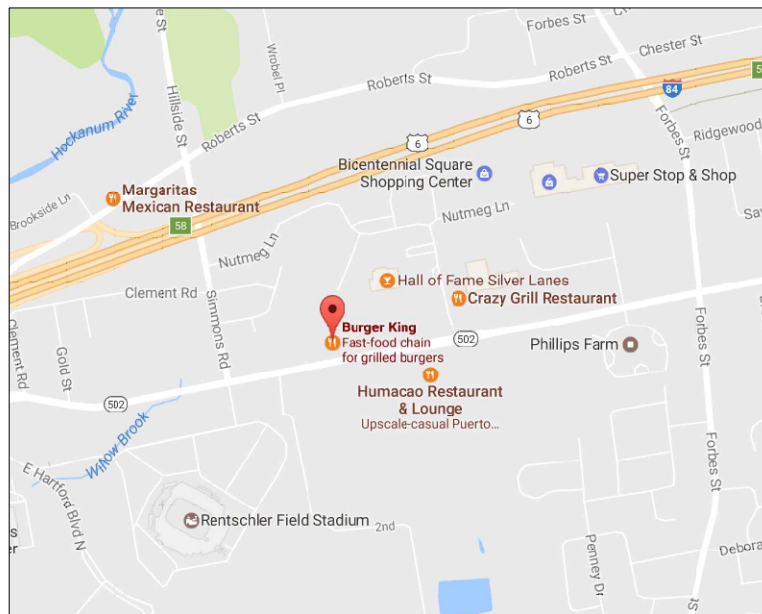 Forbes St
Chester St
Wrobel Pl
Roberts St
Roberts St
Hockanum River
Hillside St
Roberts St
84
6
6
Forbes St
Ridgewood
Bicentennial Square
Shopping Center
Super Stop & Shop
Margaritas
Mexican Restaurant
Brookside Ln
58
Nutmeg Ln
Nutmeg Ln
Hall of Fame Silver Lanes
Clement Rd
Crazy Grill Restaurant
Simmons Rd
Forbes St
Burger King
Fast-food chain
for grilled burgers
502
Phillips Farm
Clement Rd
Gold St
Humacao Restaurant
& Lounge
Upscale-casual Puerto...
502
Willow Brook
Forbes St
E Hartford Blvd N
Rentschler Field Stadium
2nd
Penney Dr
Debora